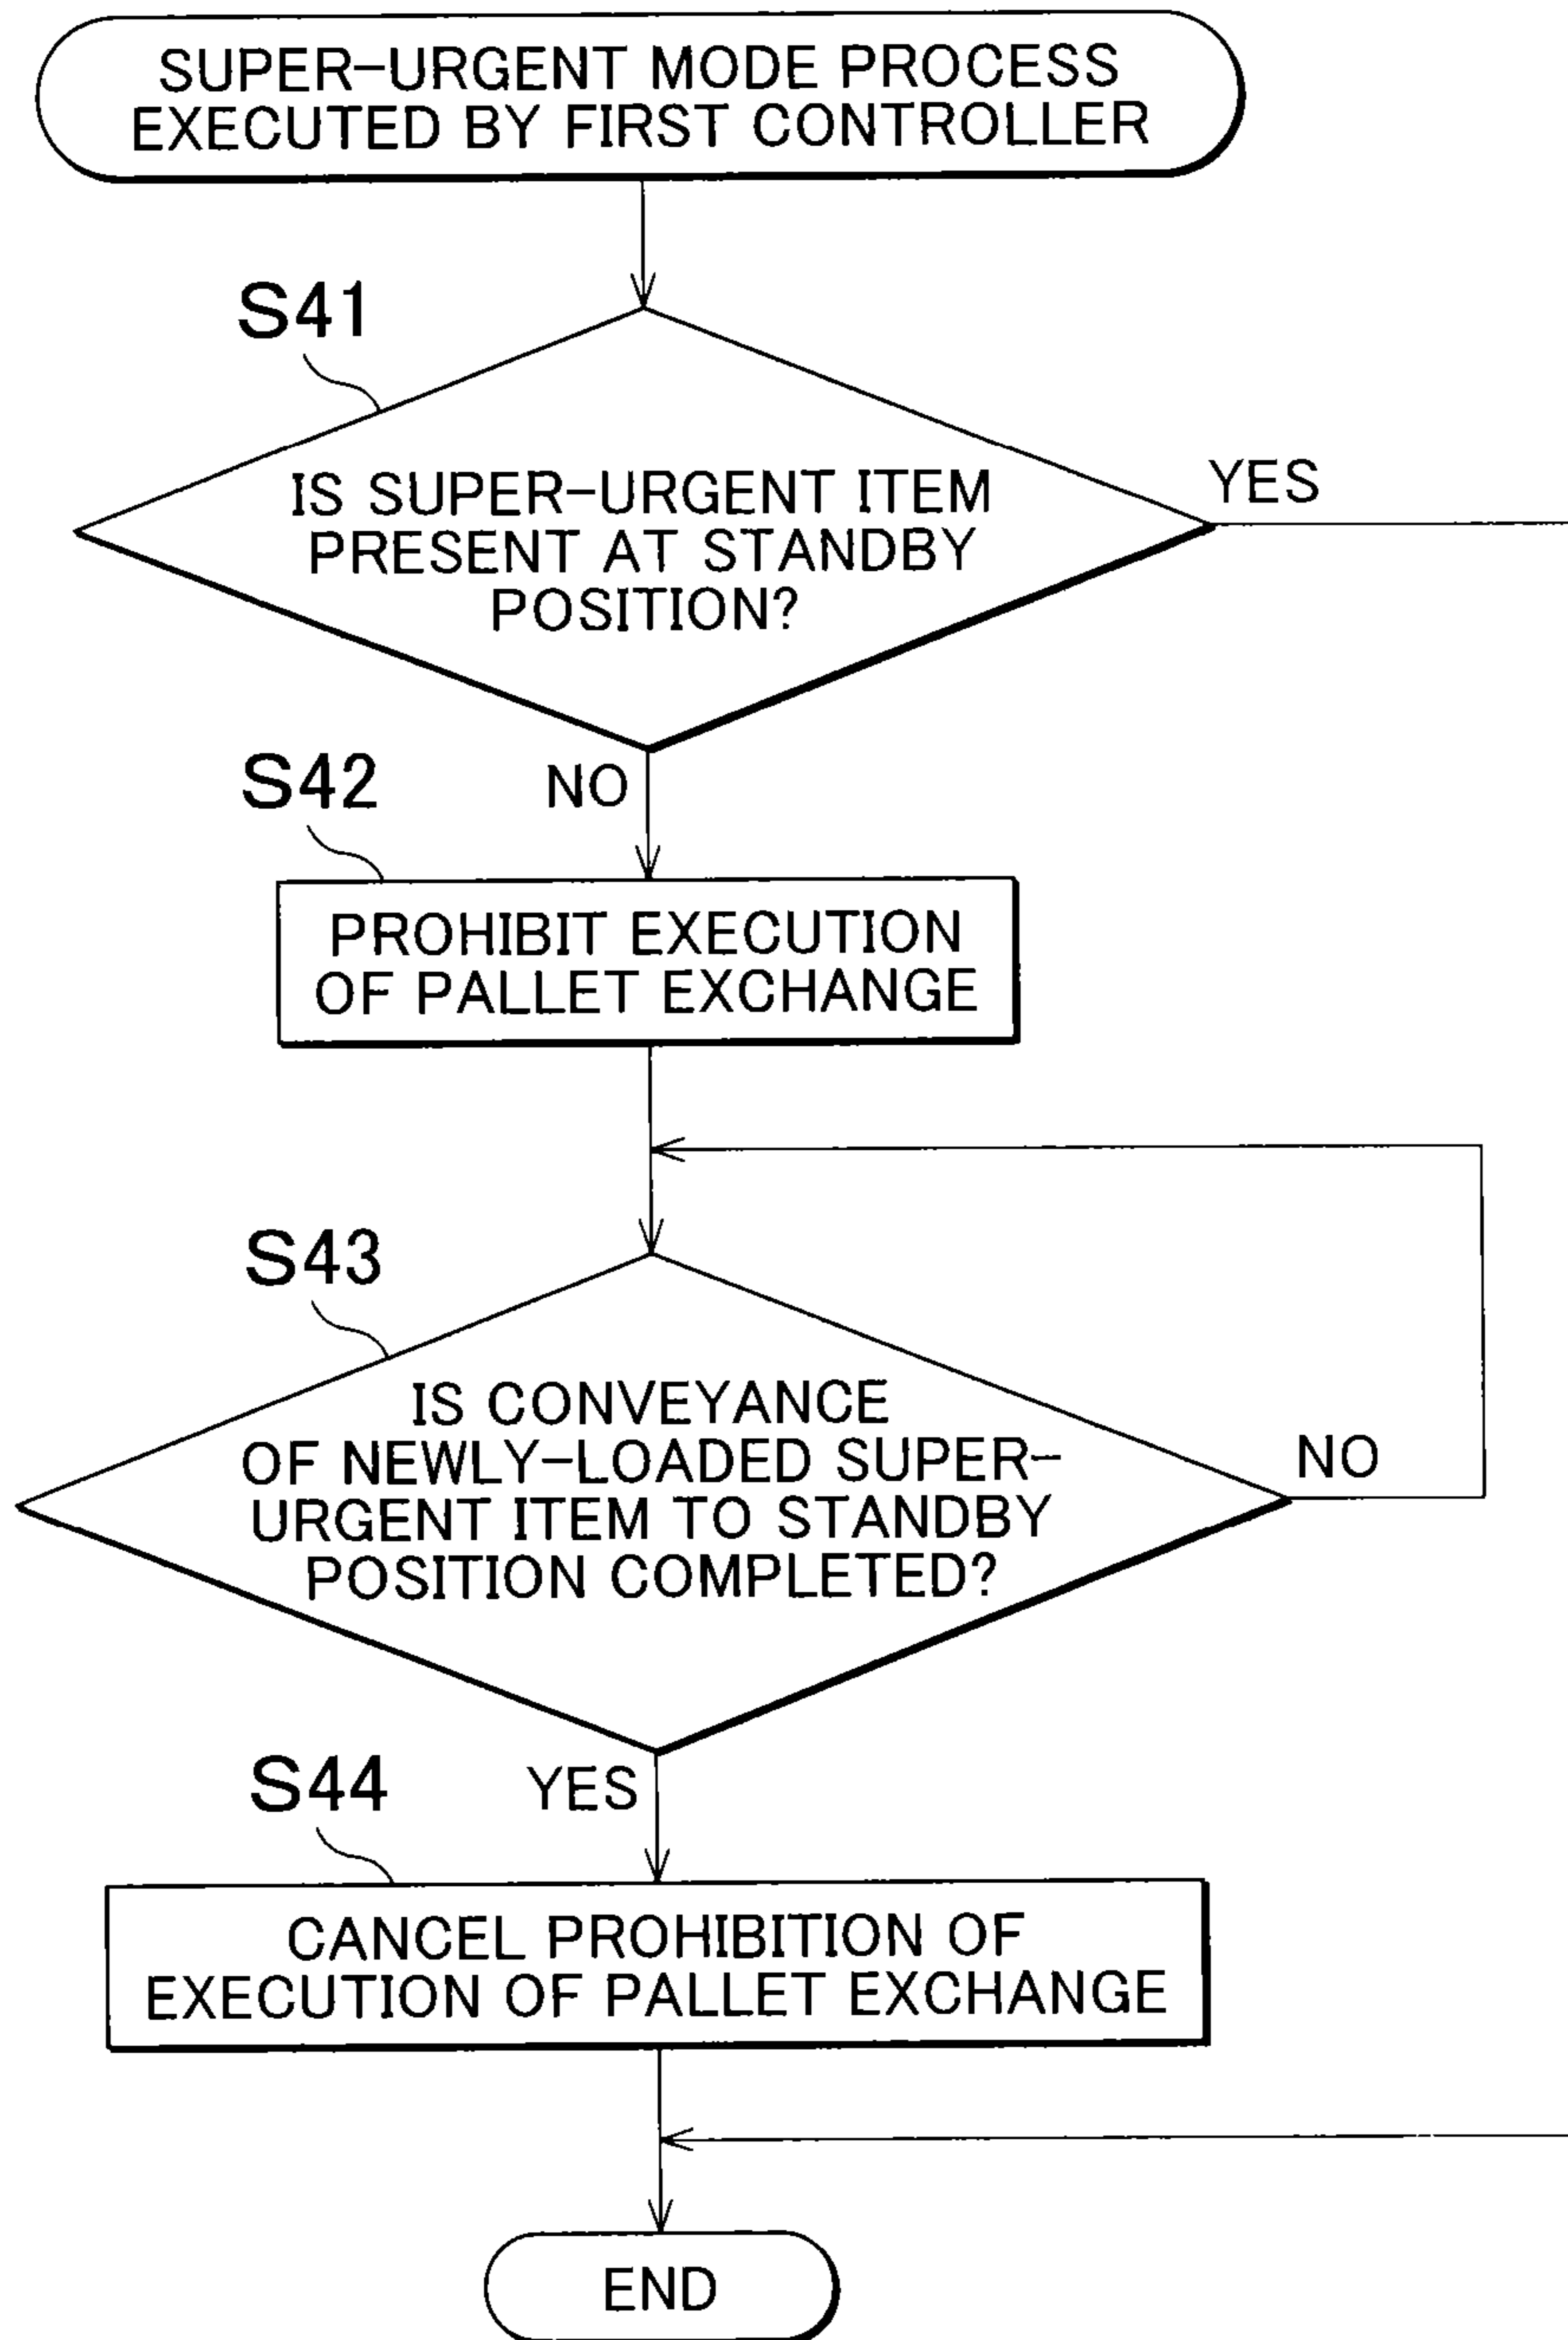 SUPER-URGENT MODE PROCESS
EXECUTED BY FIRST CONTROLLER
S41
IS SUPER-URGENT ITEM
PRESENT AT STANDBY
POSITION?
YES
S42
NO
PROHIBIT EXECUTION
OF PALLET EXCHANGE
S43
IS CONVEYANCE
OF NEWLY-LOADED SUPER-
URGENT ITEM TO STANDBY
POSITION COMPLETED?
NO
S44
YES
CANCEL PROHIBITION OF
EXECUTION OF PALLET EXCHANGE
END